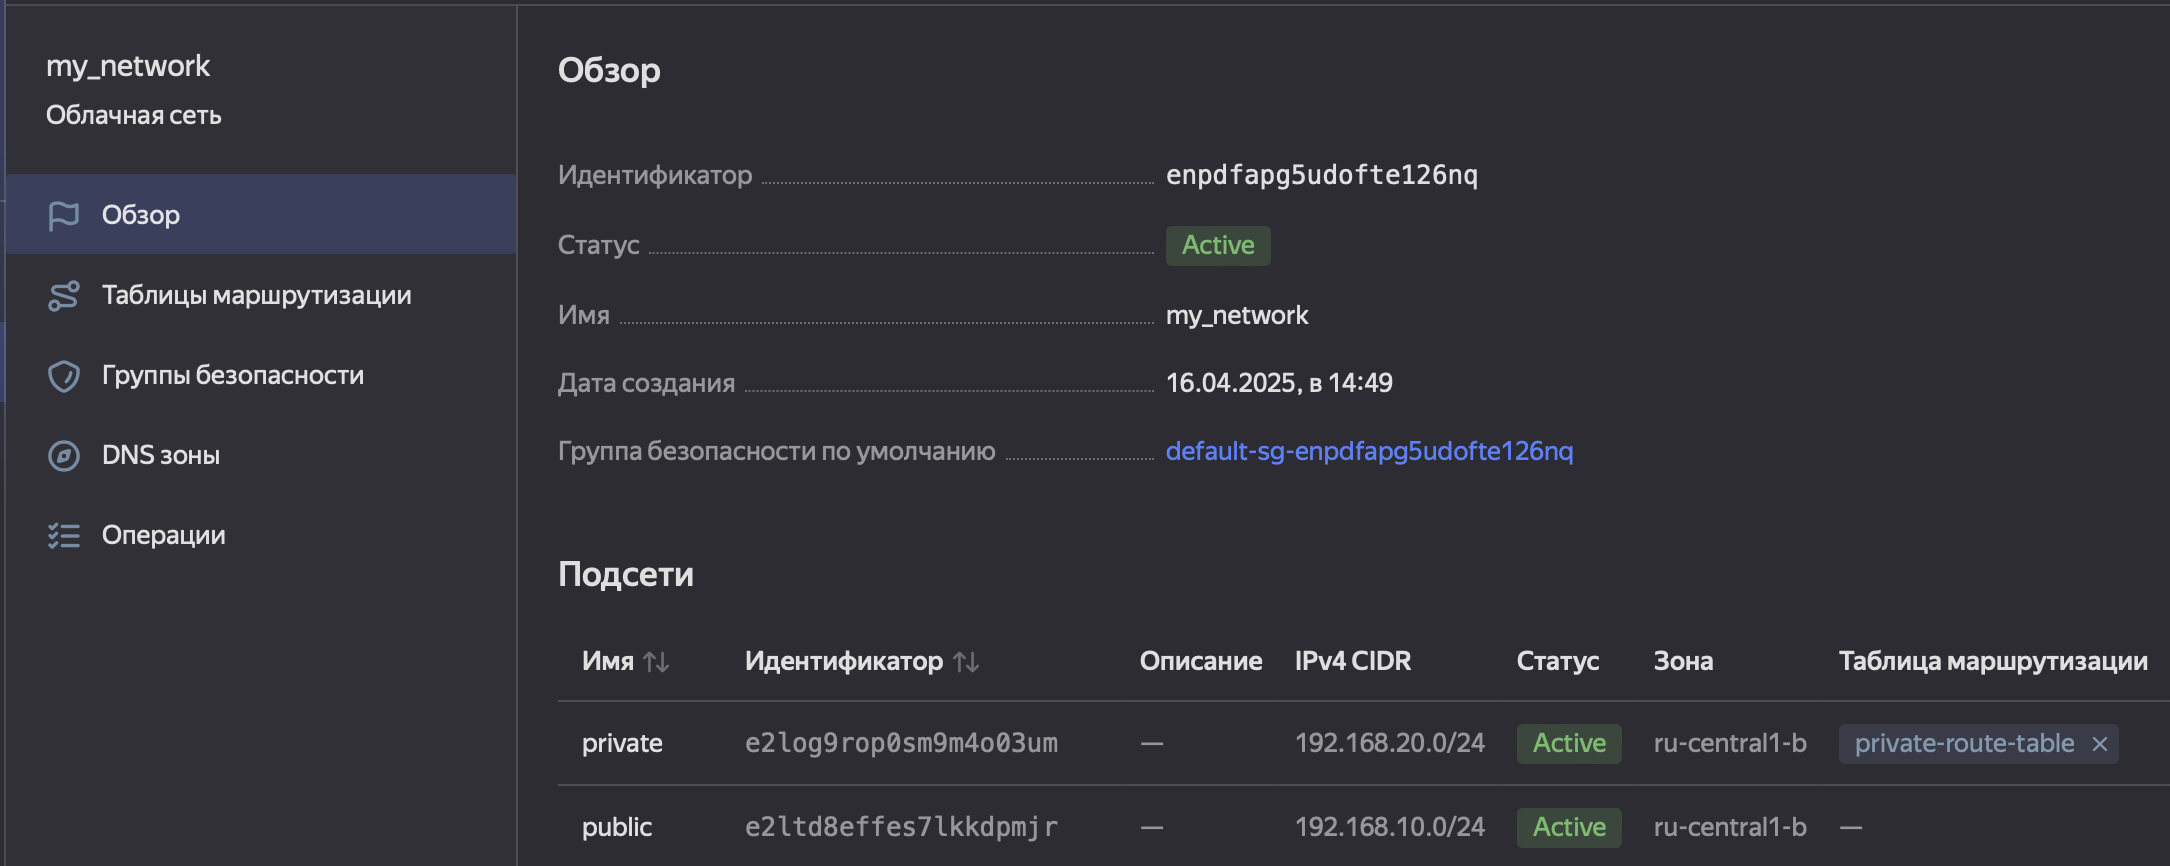 my_network
Облачная сеть
Обзор
Таблицы маршрутизации
Группы безопасности
DNS зоны
Операции
Обзор
Идентификатор enpdfapg5udofte126nq
Статус Active
Имя my_network
Дата создания 16.04.2025, в 14:49
Группа безопасности по умолчанию default-sg-enpdfapg5udofte126nq
Подсети
Имя Идентификатор Описание IPv4 CIDR Статус Зона Таблица маршрутизации
private e2log9rop0sm9m4o03um — 192.168.20.0/24 Active ru-central1-b private-route-table ×
public e2ltd8effes7lkkdpmjr — 192.168.10.0/24 Active ru-central1-b —